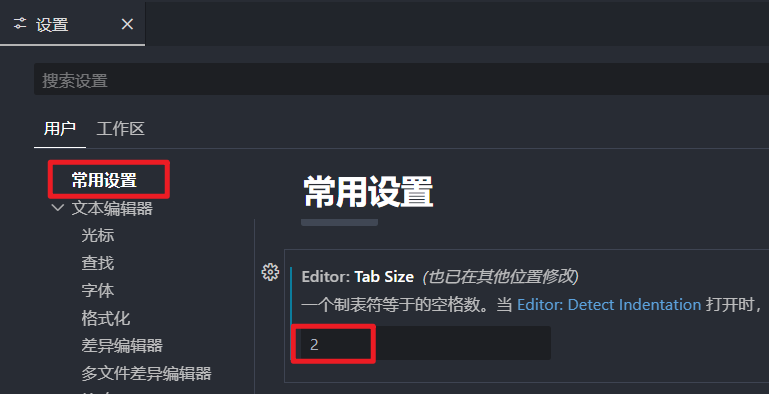 设置
搜索设置
用户 工作区
常用设置
文本编辑器
光标
查找
字体
格式化
差异编辑器
多文件差异编辑器
常用设置
Editor: Tab Size (也已在其他位置修改)
一个制表符等于的空格数。当 Editor: Detect Indentation 打开时，
2